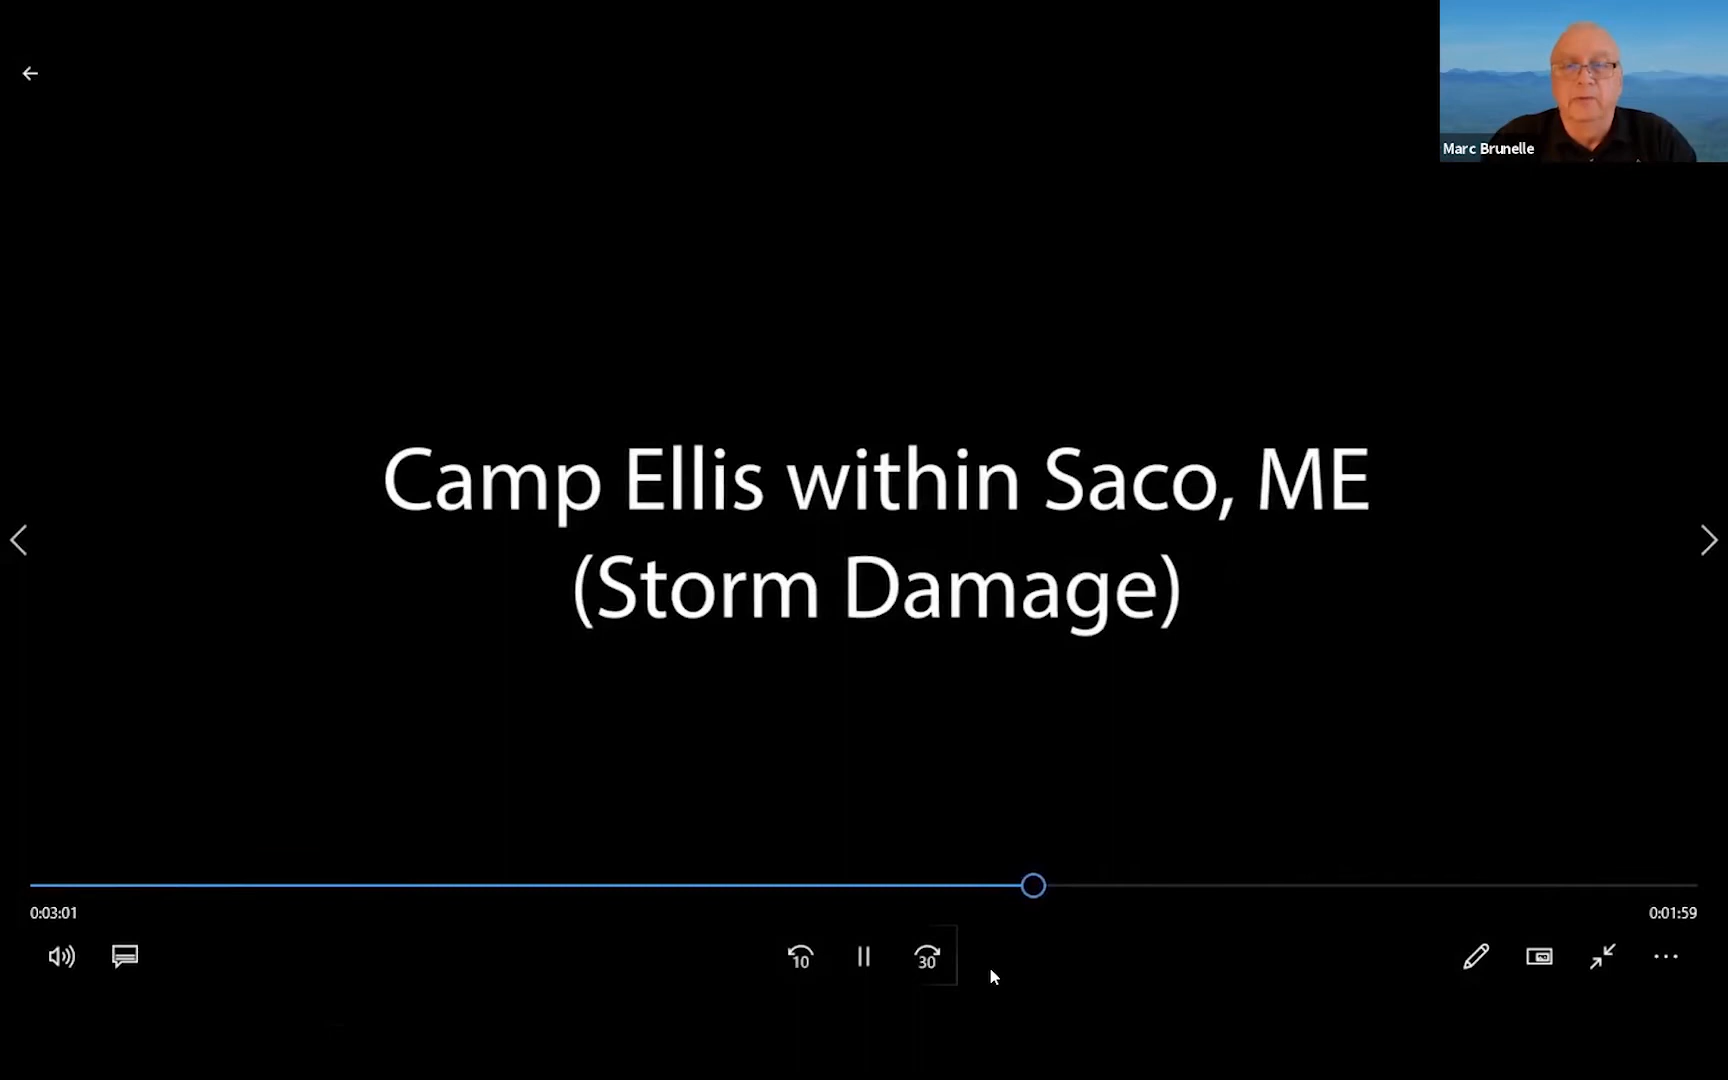 Marc Brunelle
Camp Ellis within Saco, ME
(Storm Damage)
0:03:01
0:01:59
10
30